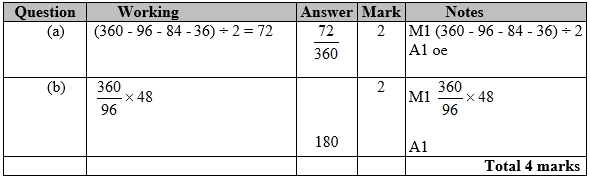 Question Working Answer Mark Notes
(a) (360 - 96 - 84 - 36) ÷ 2 = 72 72/360 2 M1 (360 - 96 - 84 - 36) ÷ 2
A1 oe
(b) 360/96 × 48 2 M1 360/96 × 48
180 A1
Total 4 marks